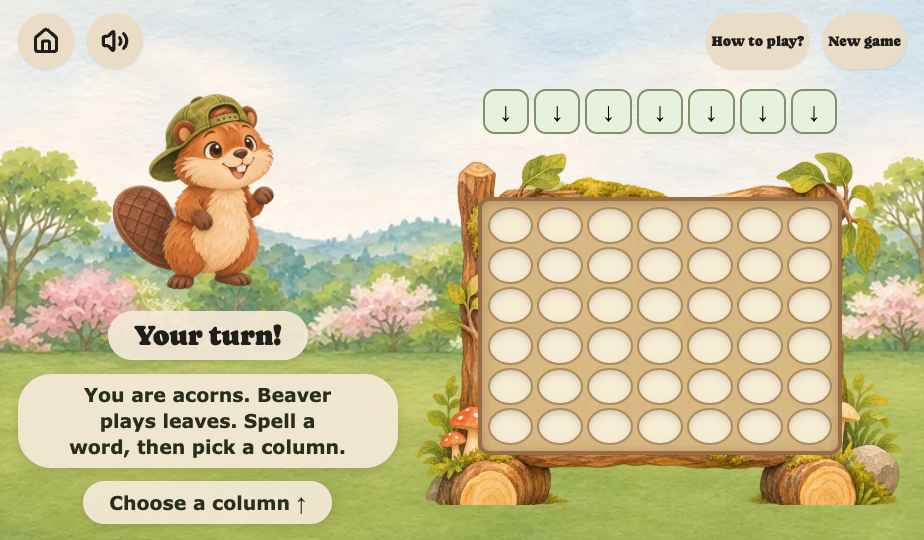 How to play?
New game
↓ ↓ ↓ ↓ ↓ ↓ ↓
Your turn!
You are acorns. Beaver
plays leaves. Spell a
word, then pick a column.
Choose a column ↑